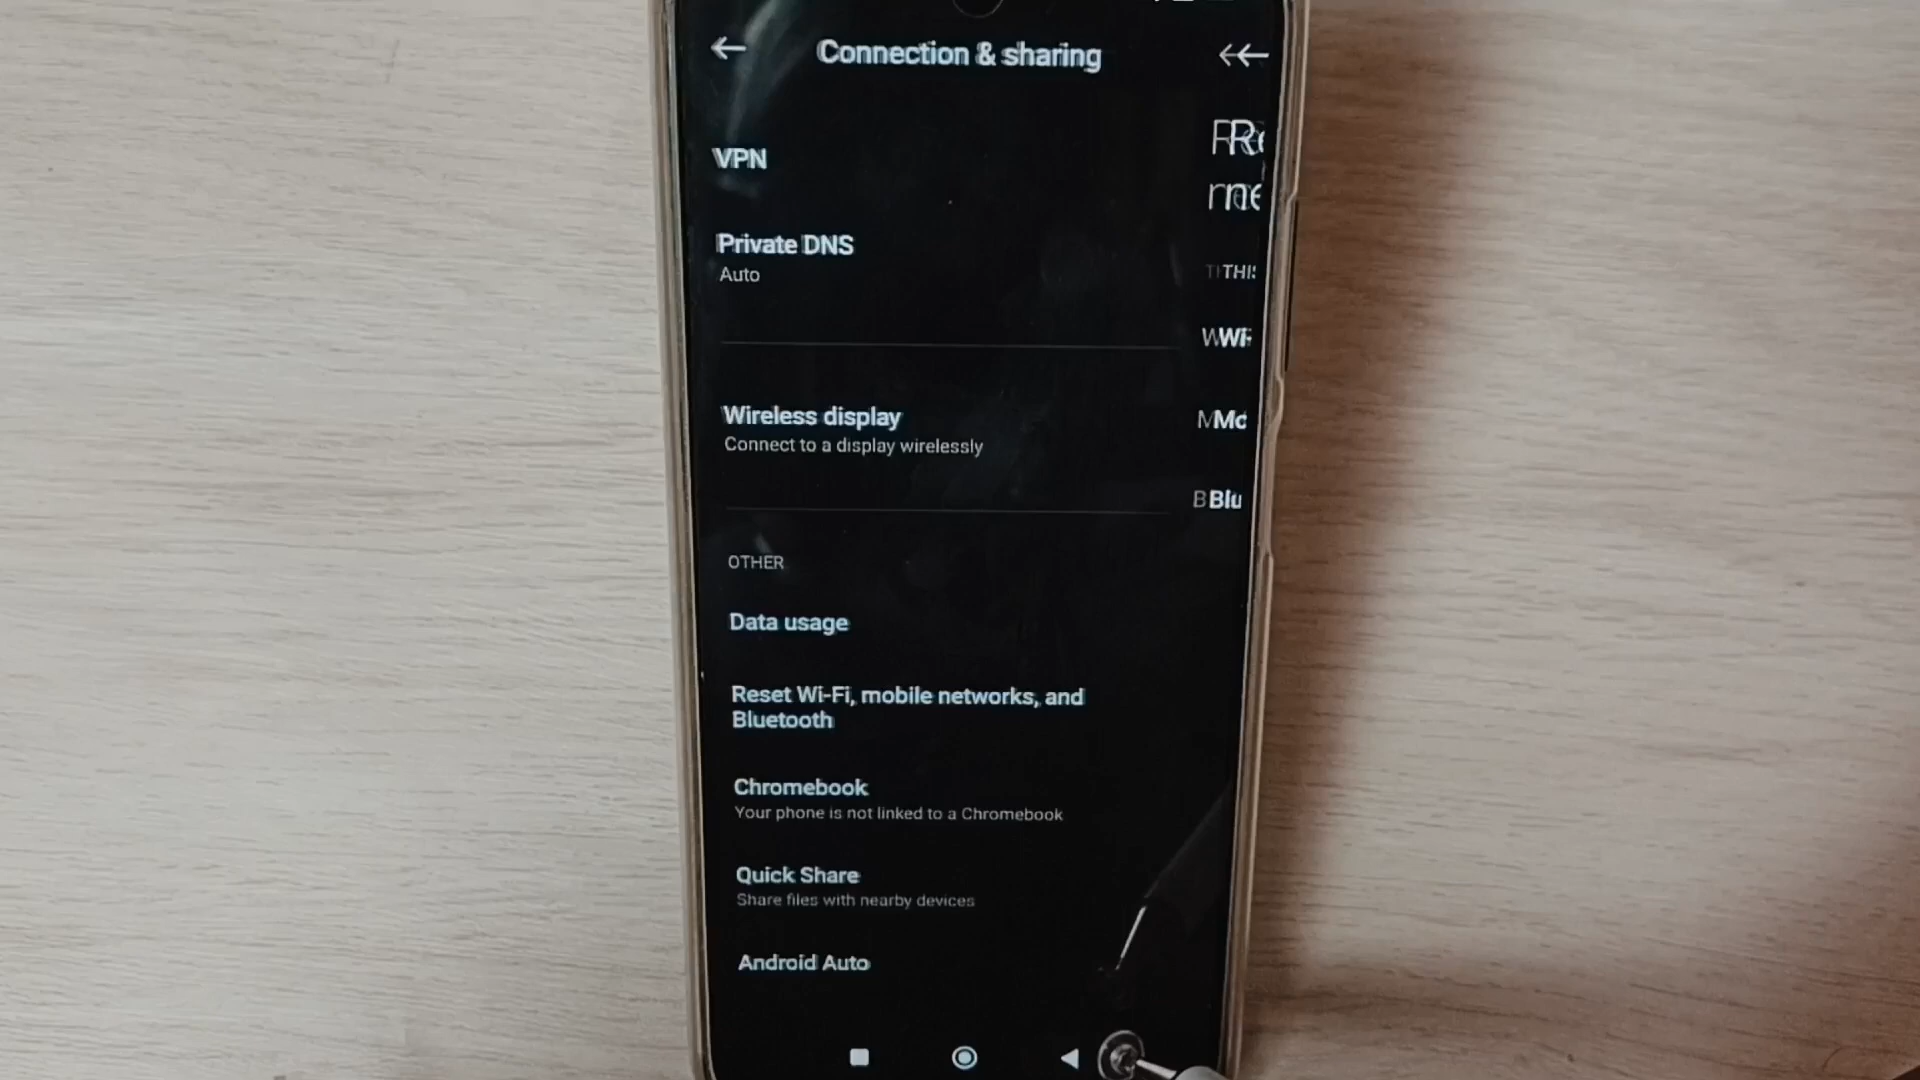 Connection & sharing
VPN
Private DNS
Auto
Wireless display
Connect to a display wirelessly
OTHER
Data usage
Reset Wi-Fi, mobile networks, and
Bluetooth
Chromebook
Your phone is not linked to a Chromebook
Quick Share
Share files with nearby devices
Android Auto